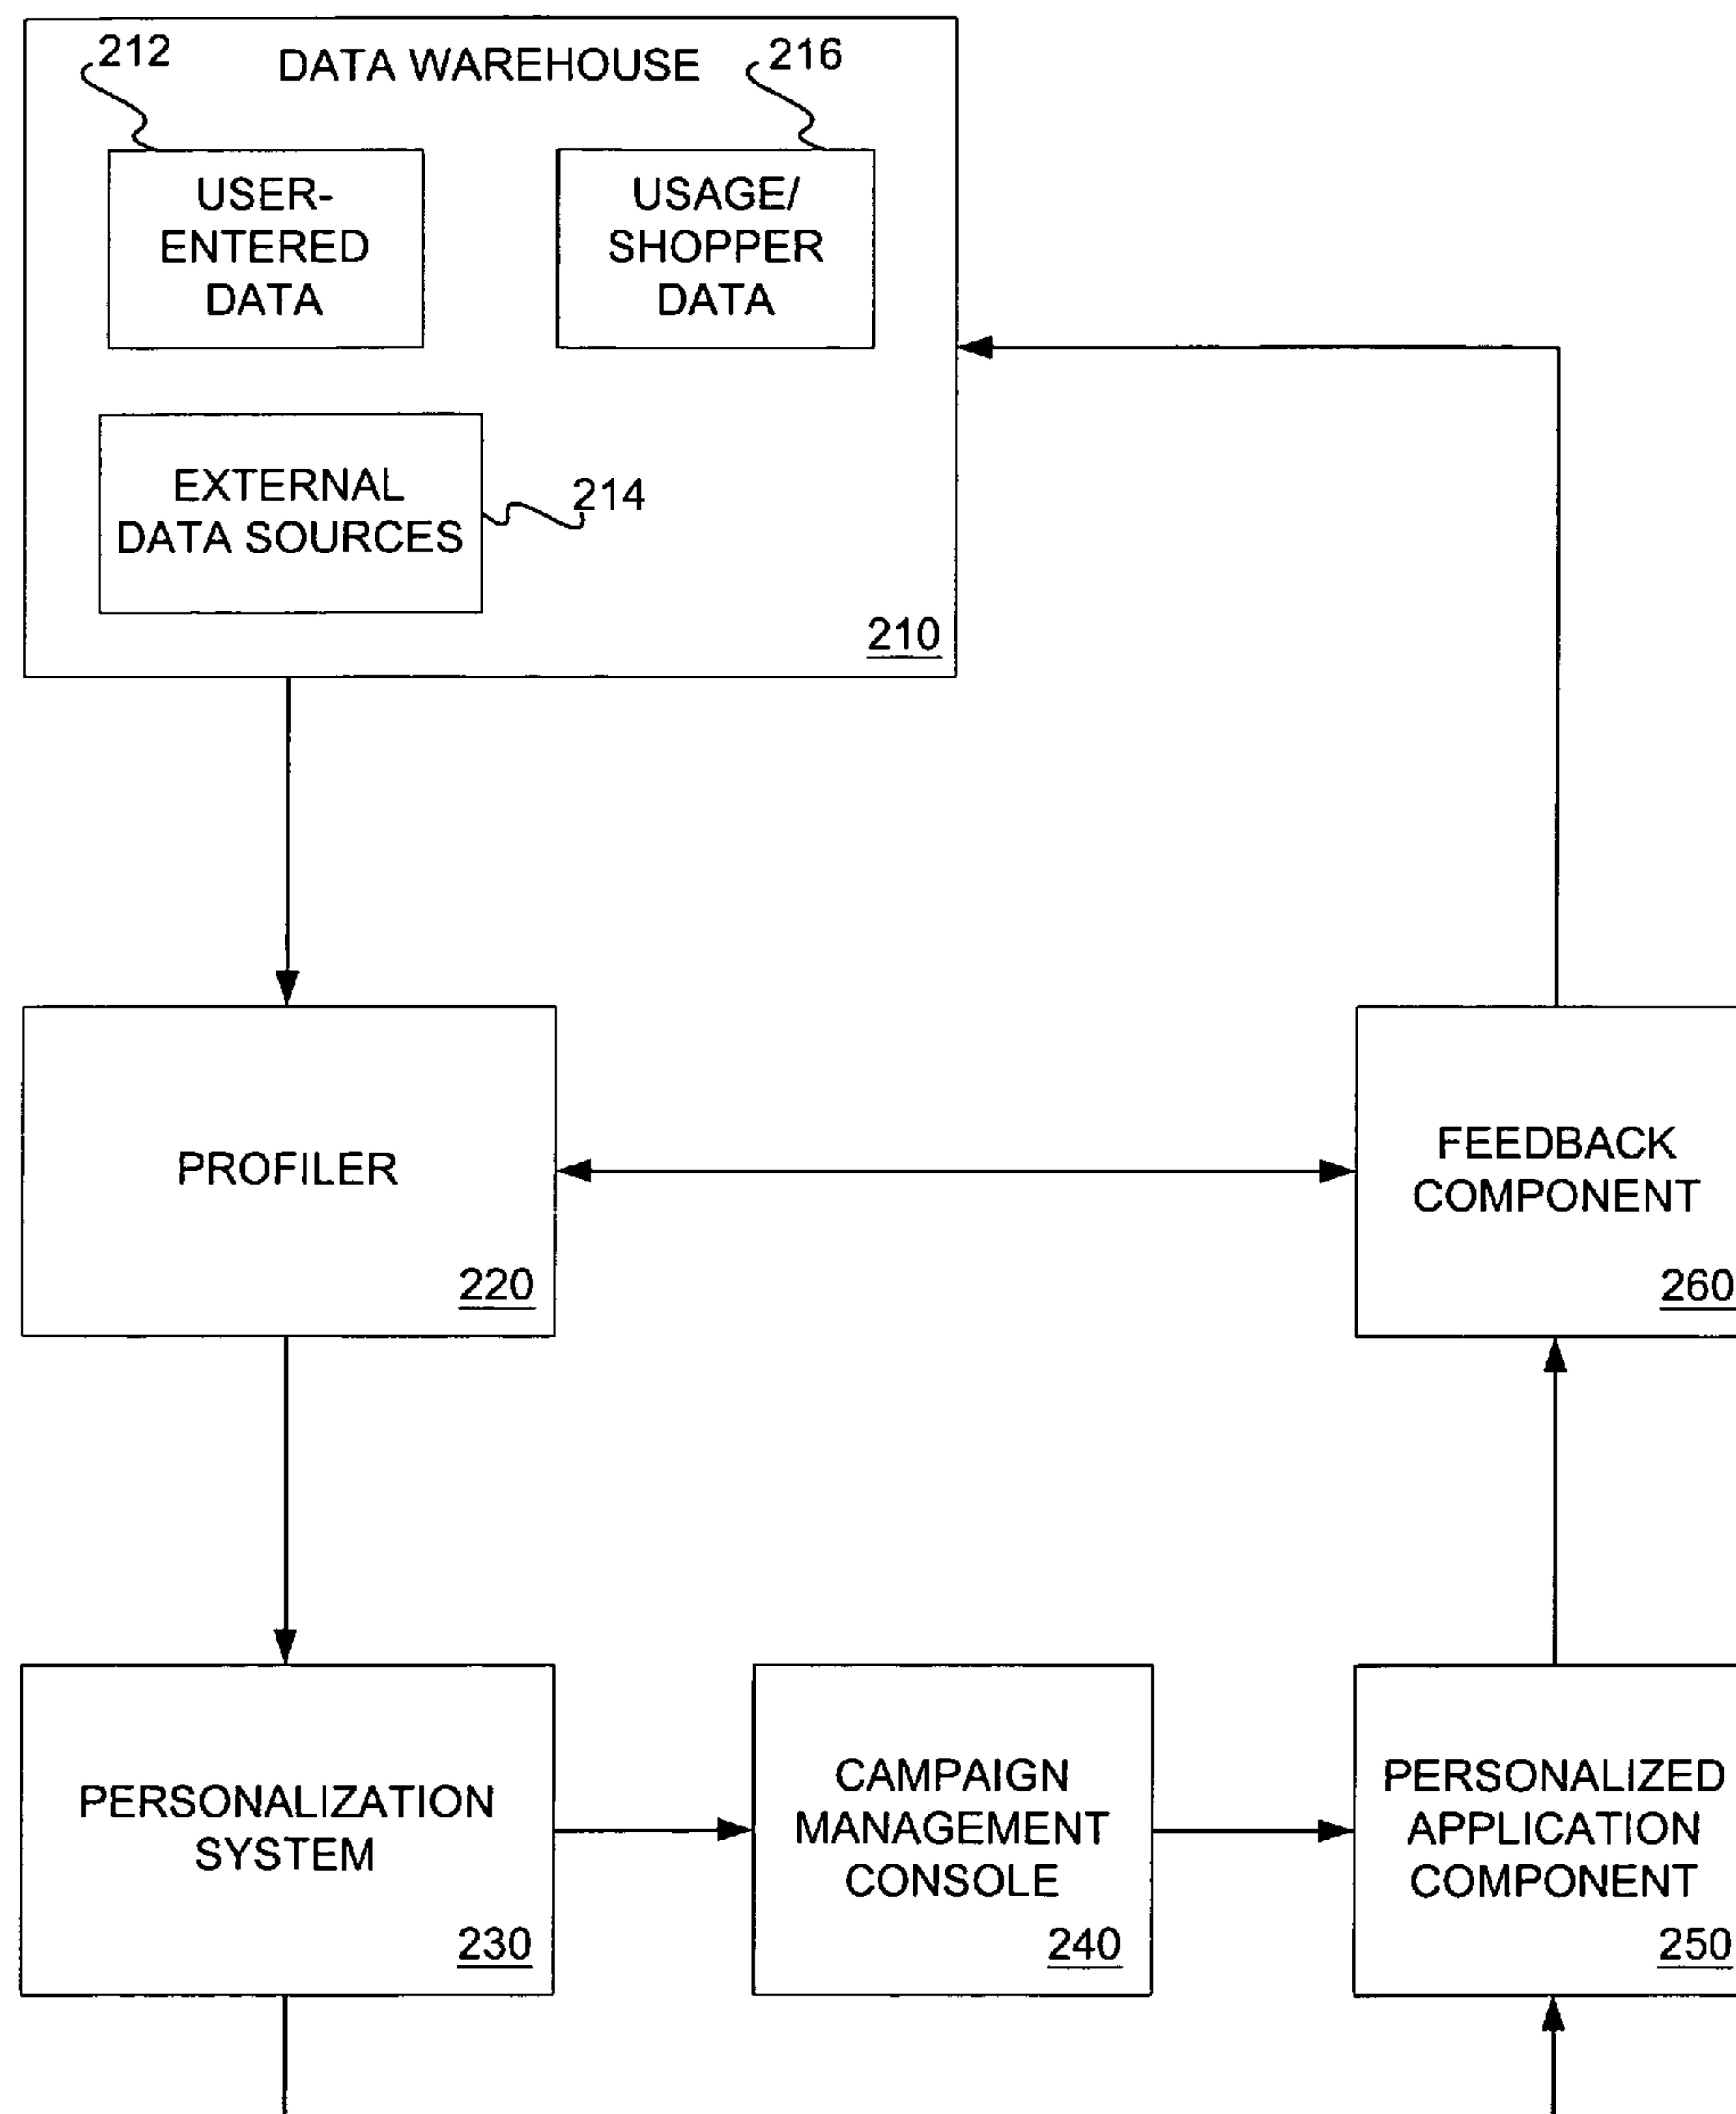 212
DATA WAREHOUSE
216
USER-
ENTERED
DATA
USAGE/
SHOPPER
DATA
EXTERNAL
DATA SOURCES
214
210
PROFILER
220
FEEDBACK
COMPONENT
260
PERSONALIZATION
SYSTEM
230
CAMPAIGN
MANAGEMENT
CONSOLE
240
PERSONALIZED
APPLICATION
COMPONENT
250